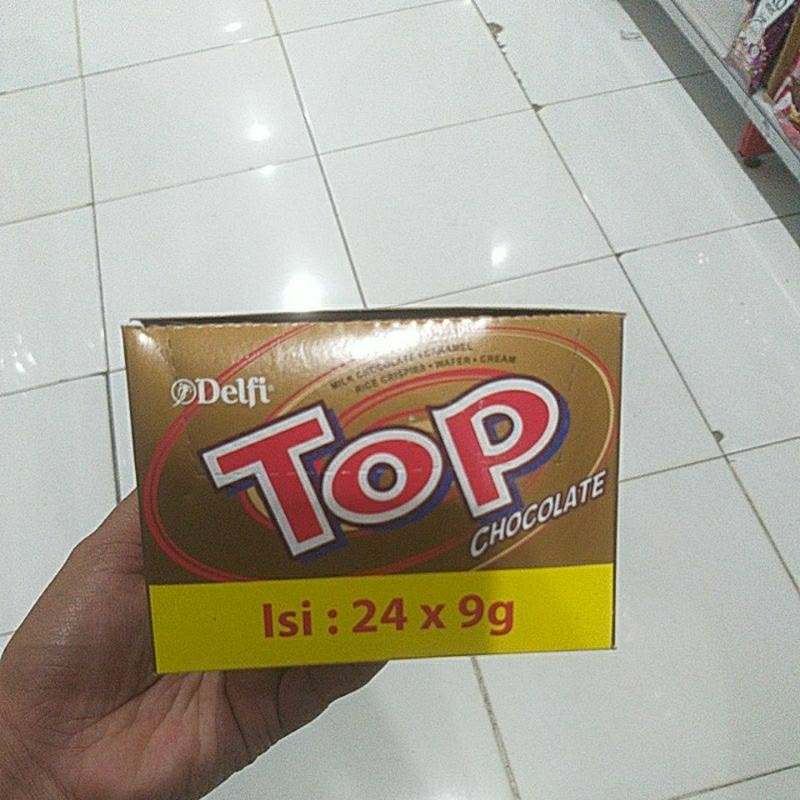 Delfi
MILK CHOCOLATE • CARAMEL
RICE CRISPIES • WAFER • CREAM
TOP
CHOCOLATE
Isi : 24 x 9g